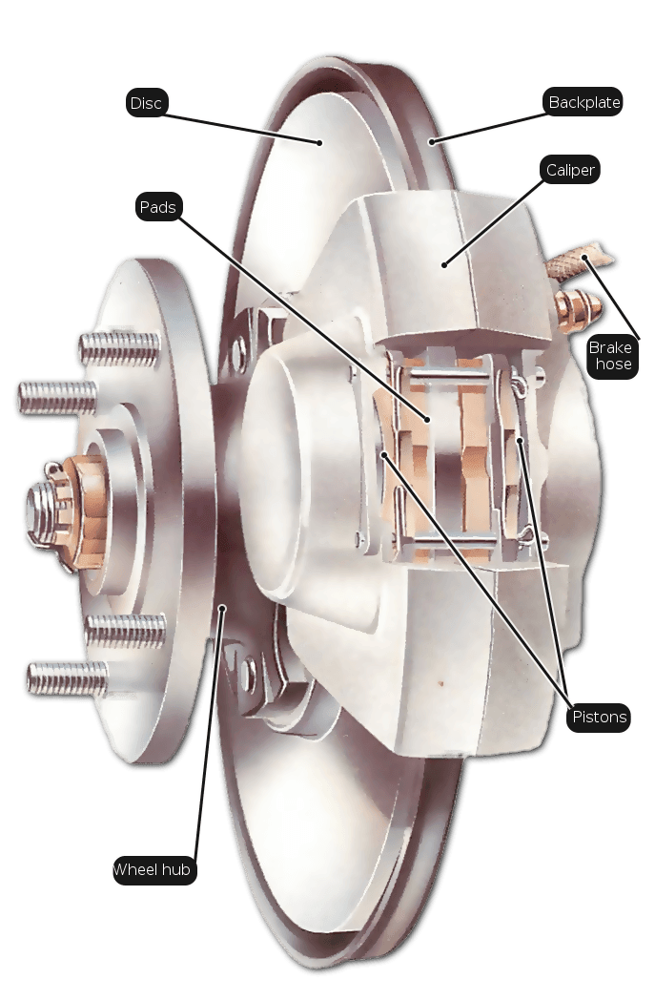 Disc
Backplate
Caliper
Pads
Brake
hose
Pistons
Wheel hub